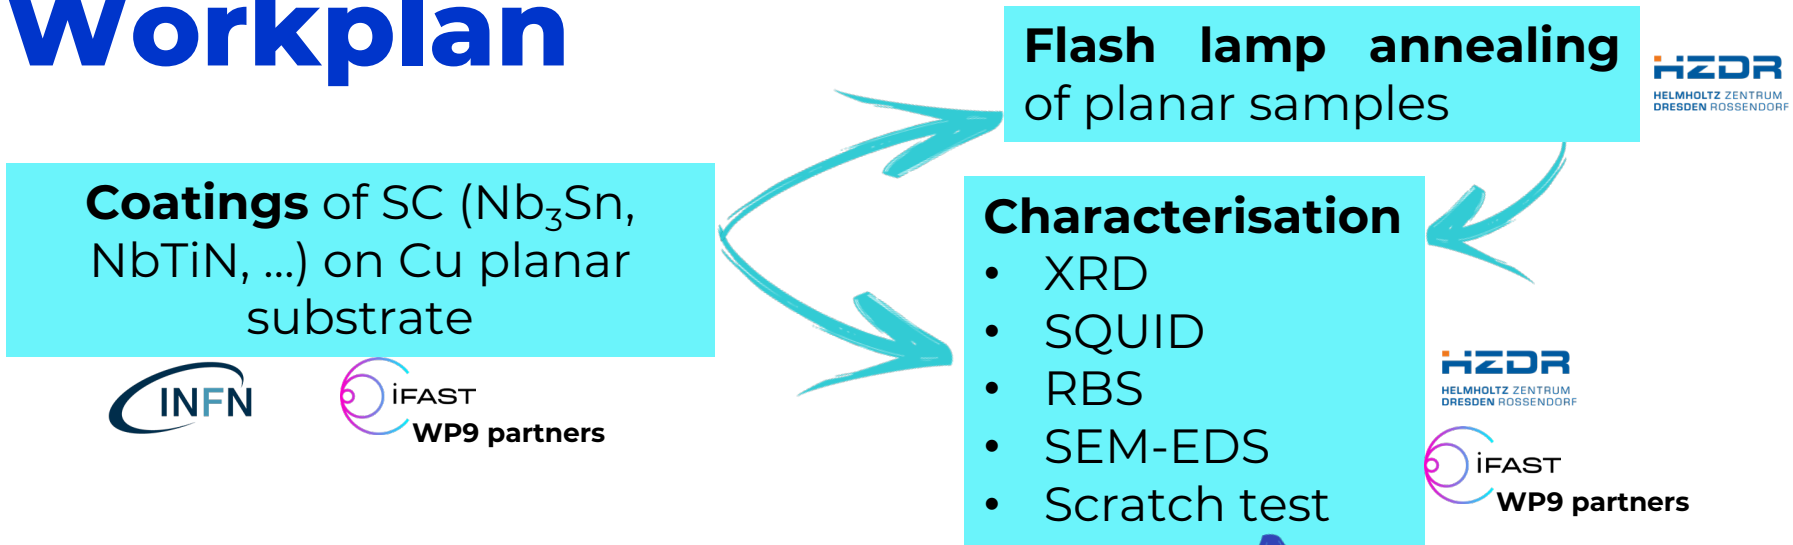 Workplan
Flash lamp annealing
of planar samples
HZDR
HELMHOLTZ ZENTRUM
DRESDEN ROSSENDORF
Coatings of SC (Nb₃Sn,
NbTiN, ...) on Cu planar
substrate
INFN
iFAST
WP9 partners
Characterisation
• XRD
• SQUID
• RBS
• SEM-EDS
• Scratch test
HZDR
HELMHOLTZ ZENTRUM
DRESDEN ROSSENDORF
iFAST
WP9 partners